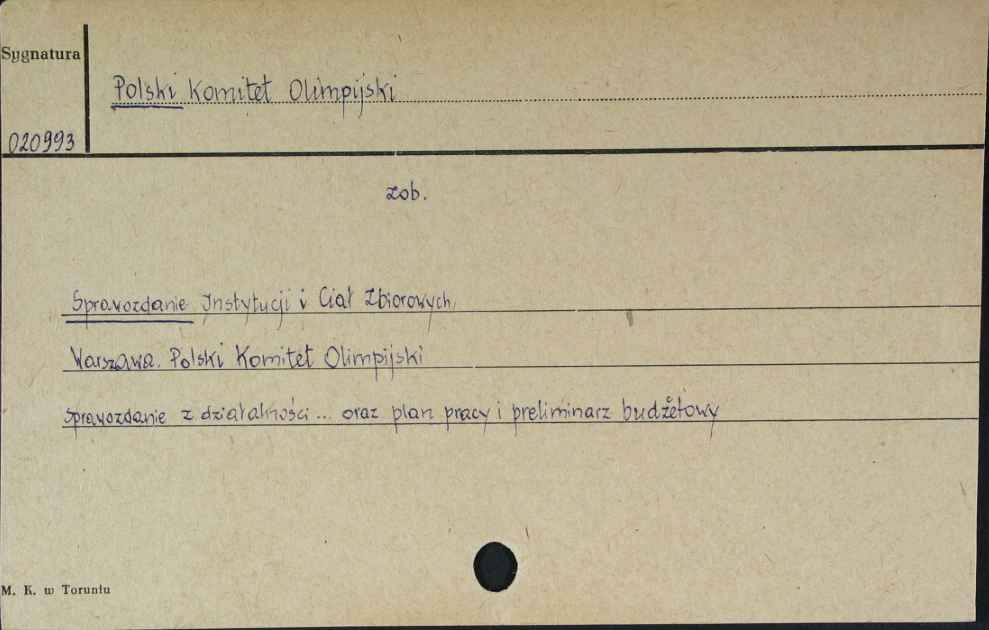 Sygnatura
Polski Komitet Olimpijski
020993
zob.
Sprawozdanie Instytucji i Ciał Zbiorowych.
Warszawa. Polski Komitet Olimpijski
Sprawozdanie z działalności ... oraz plan pracy i preliminarz budżetowy
M. K. w Toruniu